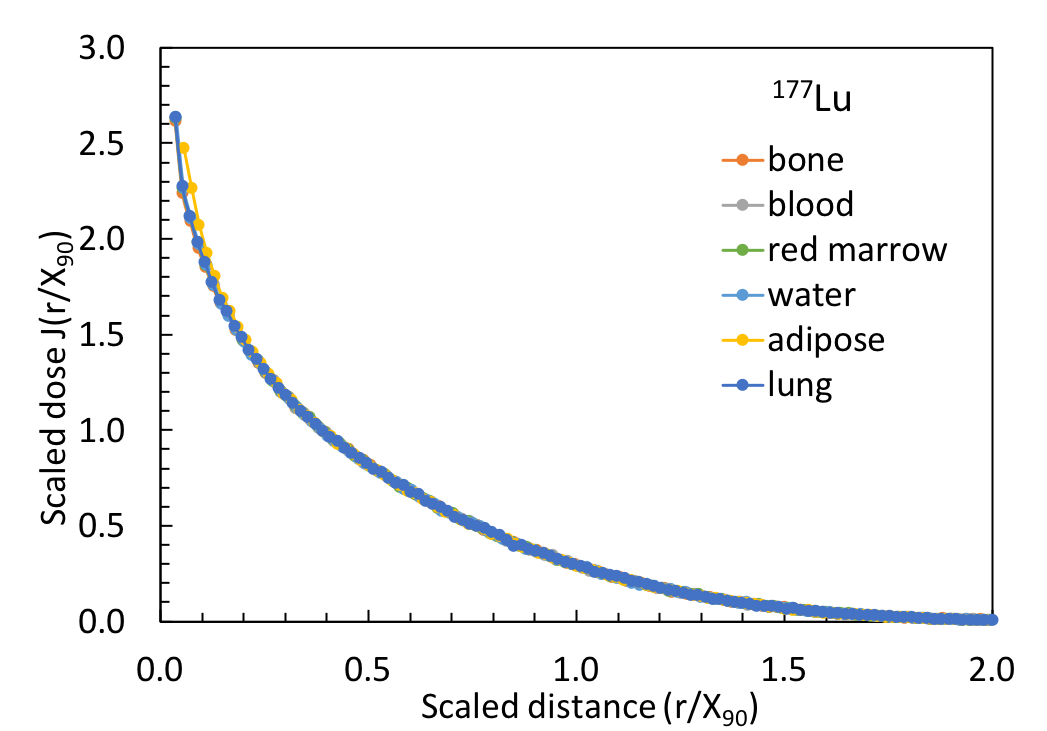 3.0
2.5
2.0
1.5
1.0
0.5
0.0
Scaled dose J(r/X90)
177Lu
bone
blood
red marrow
water
adipose
lung
0.0 0.5 1.0 1.5 2.0
Scaled distance (r/X90)